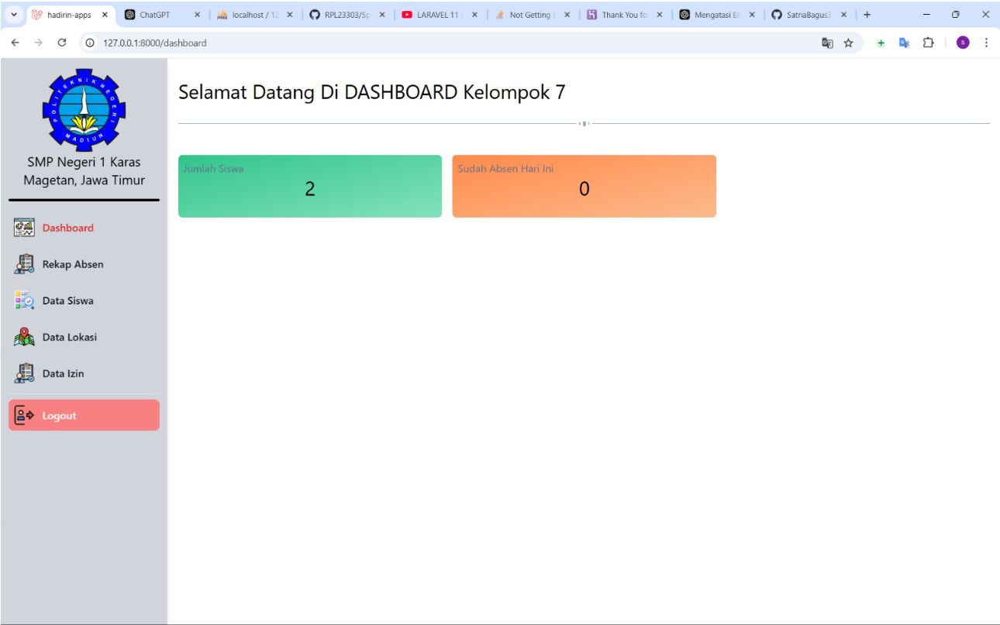 hadirin-apps
ChatGPT
localhost / 12
RPL23303/Sp
LARAVEL 11
Not Getting E
Thank You fo
Mengatasi En
SatriaBagus3
127.0.0.1:8000/dashboard
POLITEKNIK NEGERI
MADIUN
SMP Negeri 1 Karas
Magetan, Jawa Timur
Dashboard
Rekap Absen
Data Siswa
Data Lokasi
Data Izin
Logout
Selamat Datang Di DASHBOARD Kelompok 7
Jumlah Siswa
2
Sudah Absen Hari Ini
0